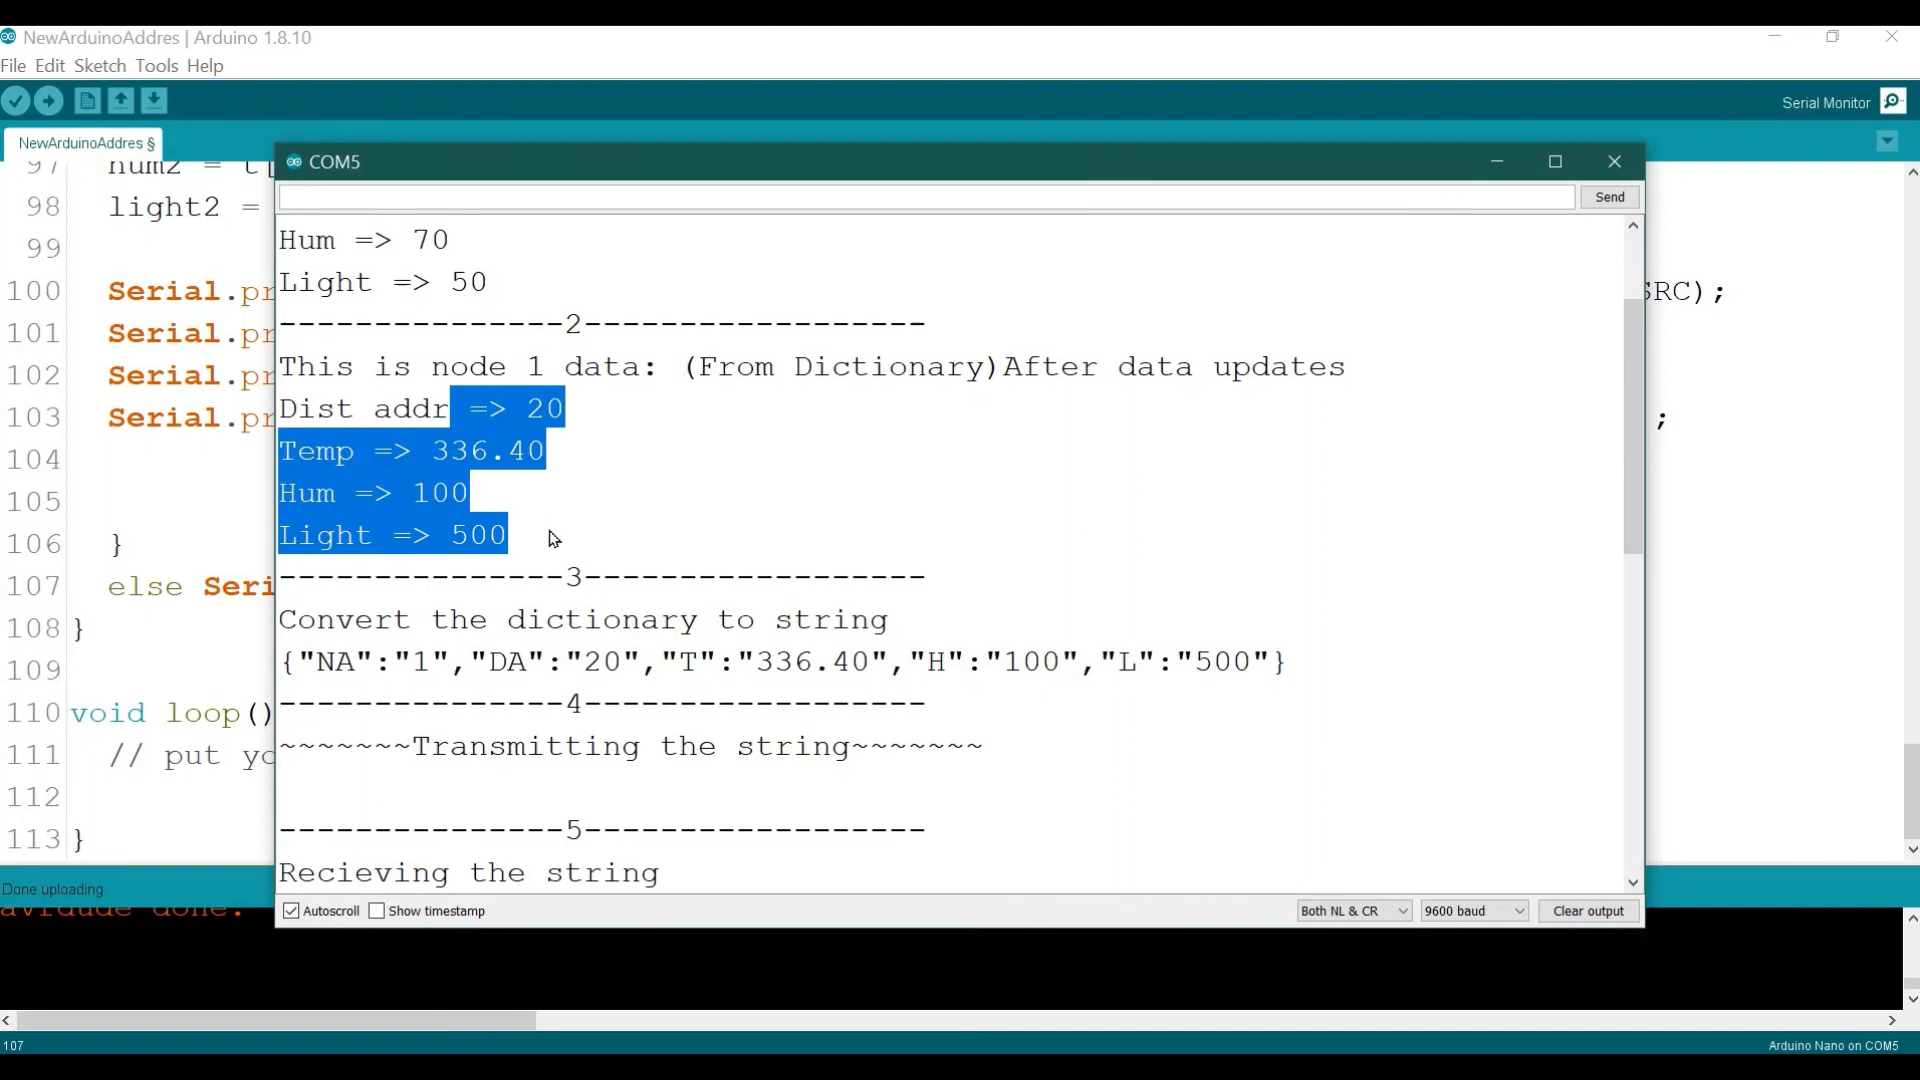 NewArduinoAddres | Arduino 1.8.10
File Edit Sketch Tools Help
Serial Monitor
NewArduinoAddres §
COM5
Send
97
98 light2 =
99
100 Serial.pr SRC);
101 Serial.pr
102 Serial.pr
103 Serial.pr ;
104
105
106 }
107 else Seri
108 }
109
110 void loop()
111 // put yo
112
113 }
Hum => 70
Light => 50
---------------2------------------
This is node 1 data: (From Dictionary)After data updates
Dist addr => 20
Temp => 336.40
Hum => 100
Light => 500
---------------3------------------
Convert the dictionary to string
{"NA":"1","DA":"20","T":"336.40","H":"100","L":"500"}
---------------4------------------
~~~~~~~Transmitting the string~~~~~~~
---------------5------------------
Recieving the string
Autoscroll Show timestamp Both NL & CR 9600 baud Clear output
Done uploading.
avrdude done.
107 Arduino Nano on COM5